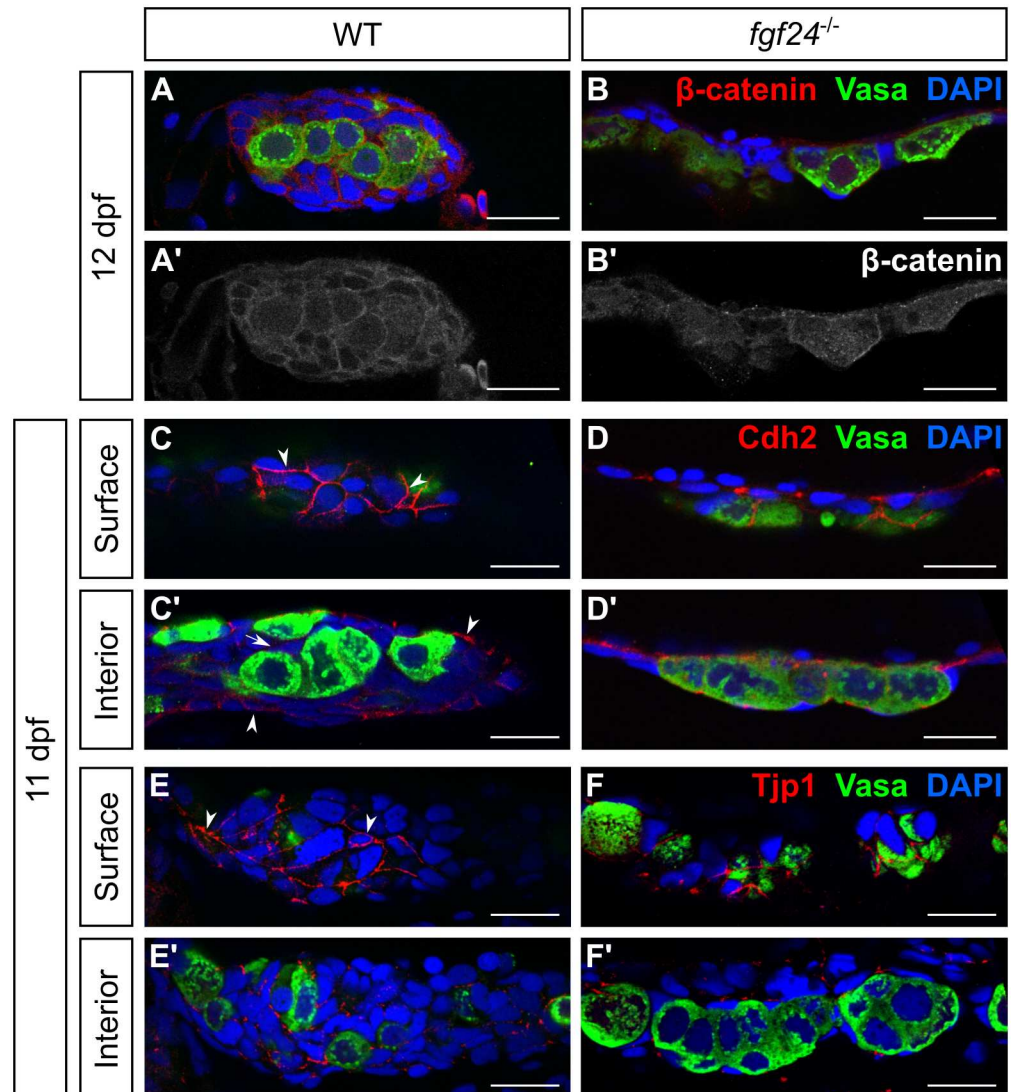 WT
fgf24-/-
12 dpf
A
B
β-catenin Vasa DAPI
A'
B'
β-catenin
11 dpf
Surface
C
D
Cdh2 Vasa DAPI
Interior
C'
D'
Surface
E
F
Tjp1 Vasa DAPI
Interior
E'
F'